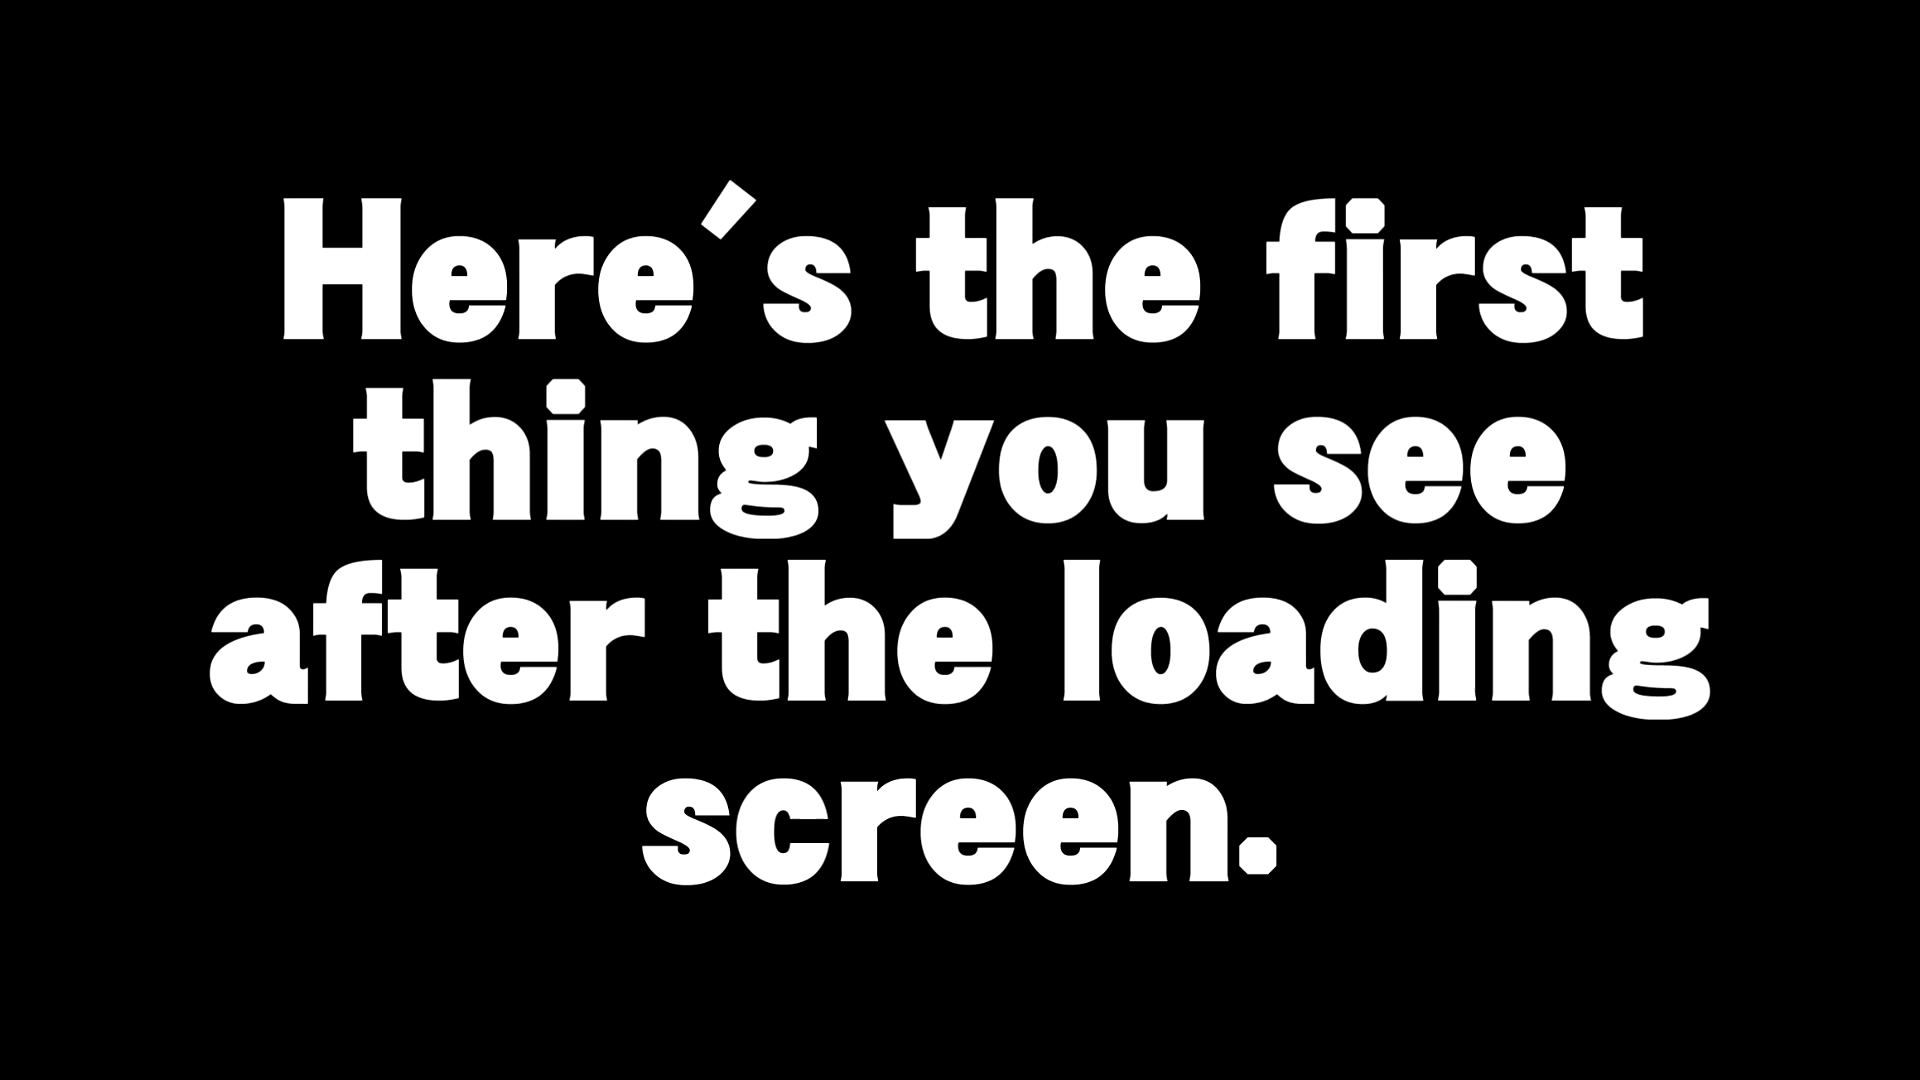 Here´s the first
thing you see
after the loading
screen.